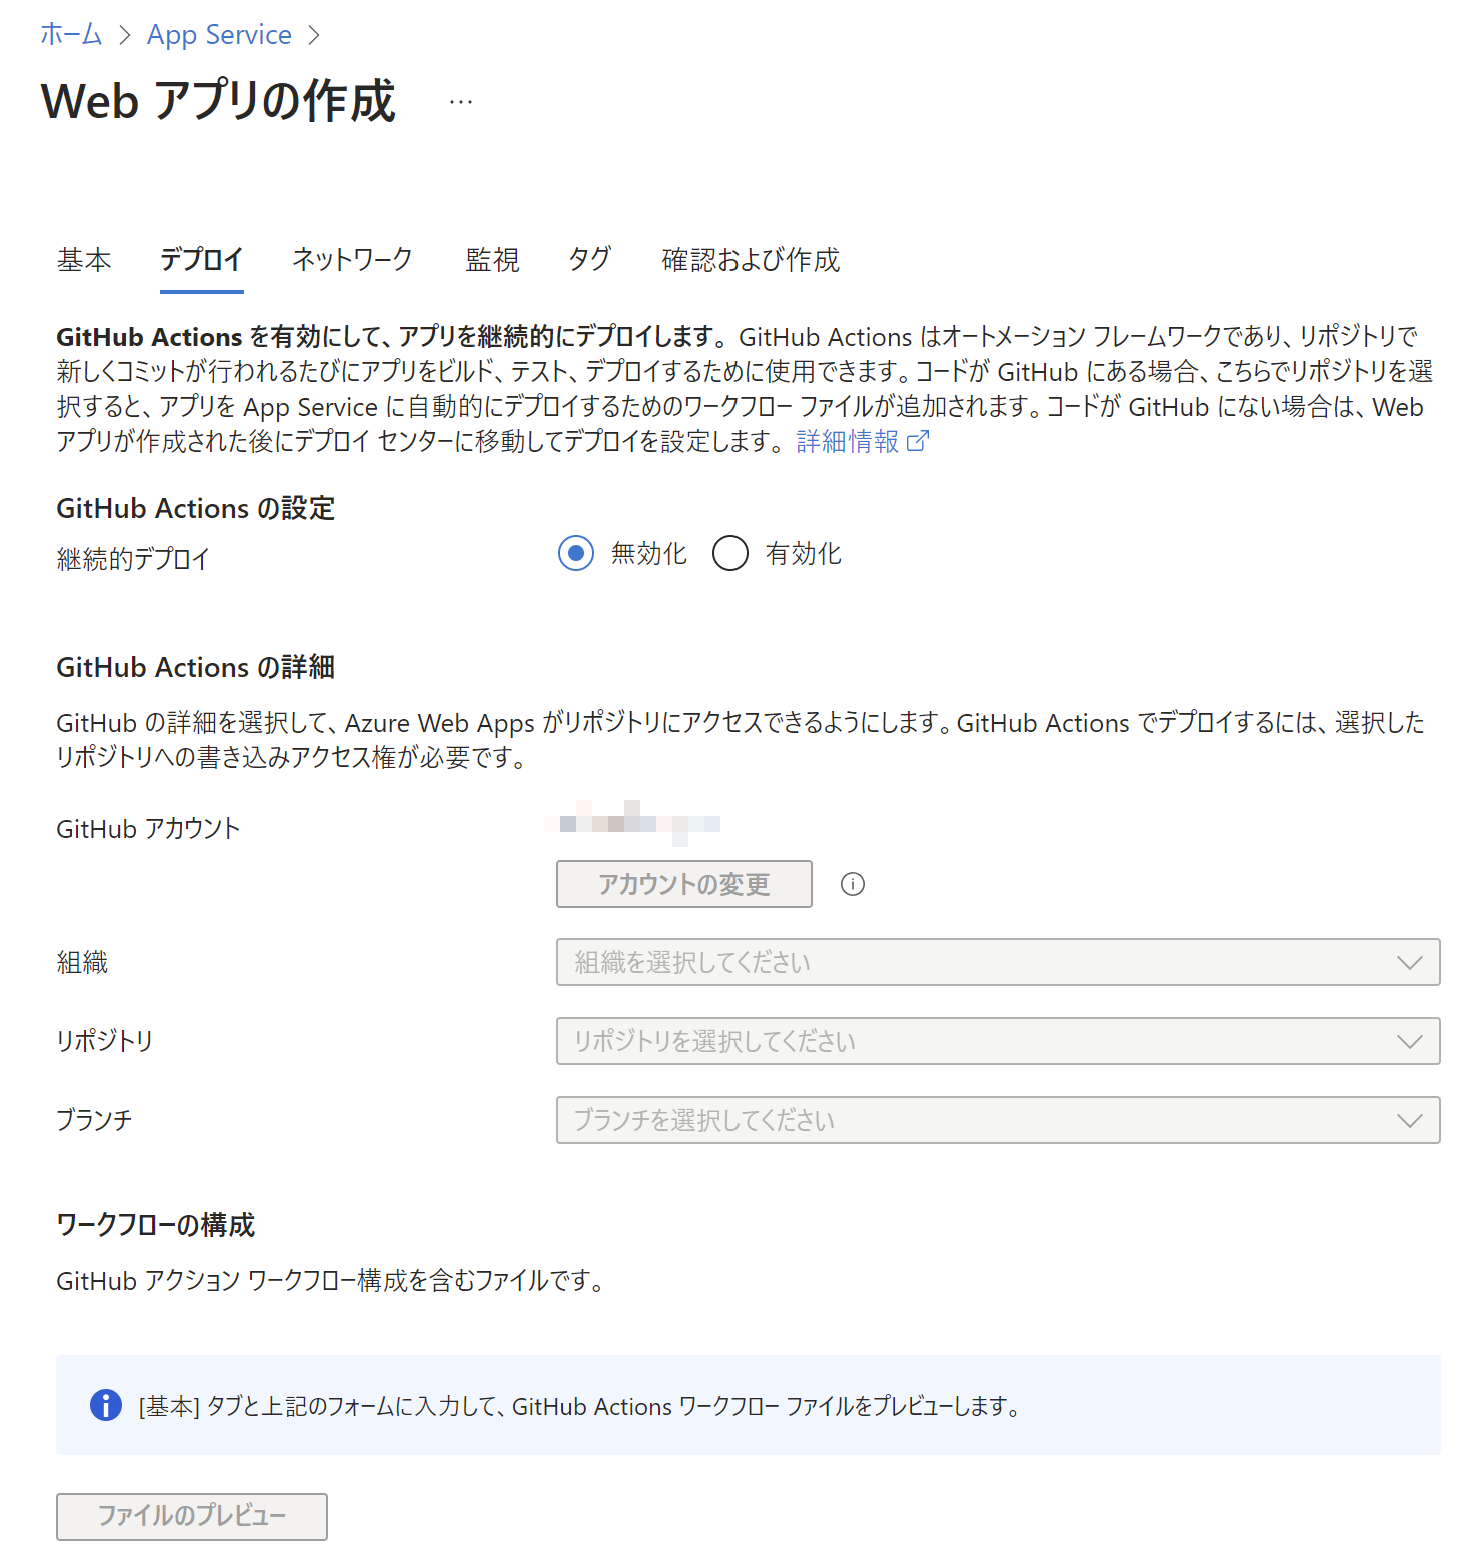 ホーム > App Service >
Web アプリの作成 …
基本 デプロイ ネットワーク 監視 タグ 確認および作成
GitHub Actions を有効にして、アプリを継続的にデプロイします。GitHub Actions はオートメーション フレームワークであり、リポジトリで
新しくコミットが行われるたびにアプリをビルド、テスト、デプロイするために使用できます。コードが GitHub にある場合、こちらでリポジトリを選
択すると、アプリを App Service に自動的にデプロイするためのワークフロー ファイルが追加されます。コードが GitHub にない場合は、Web
アプリが作成された後にデプロイ センターに移動してデプロイを設定します。 詳細情報
GitHub Actions の設定
継続的デプロイ 無効化 有効化
GitHub Actions の詳細
GitHub の詳細を選択して、Azure Web Apps がリポジトリにアクセスできるようにします。GitHub Actions でデプロイするには、選択した
リポジトリへの書き込みアクセス権が必要です。
GitHub アカウント
アカウントの変更
組織 組織を選択してください
リポジトリ リポジトリを選択してください
ブランチ ブランチを選択してください
ワークフローの構成
GitHub アクション ワークフロー構成を含むファイルです。
[基本] タブと上記のフォームに入力して、GitHub Actions ワークフロー ファイルをプレビューします。
ファイルのプレビュー